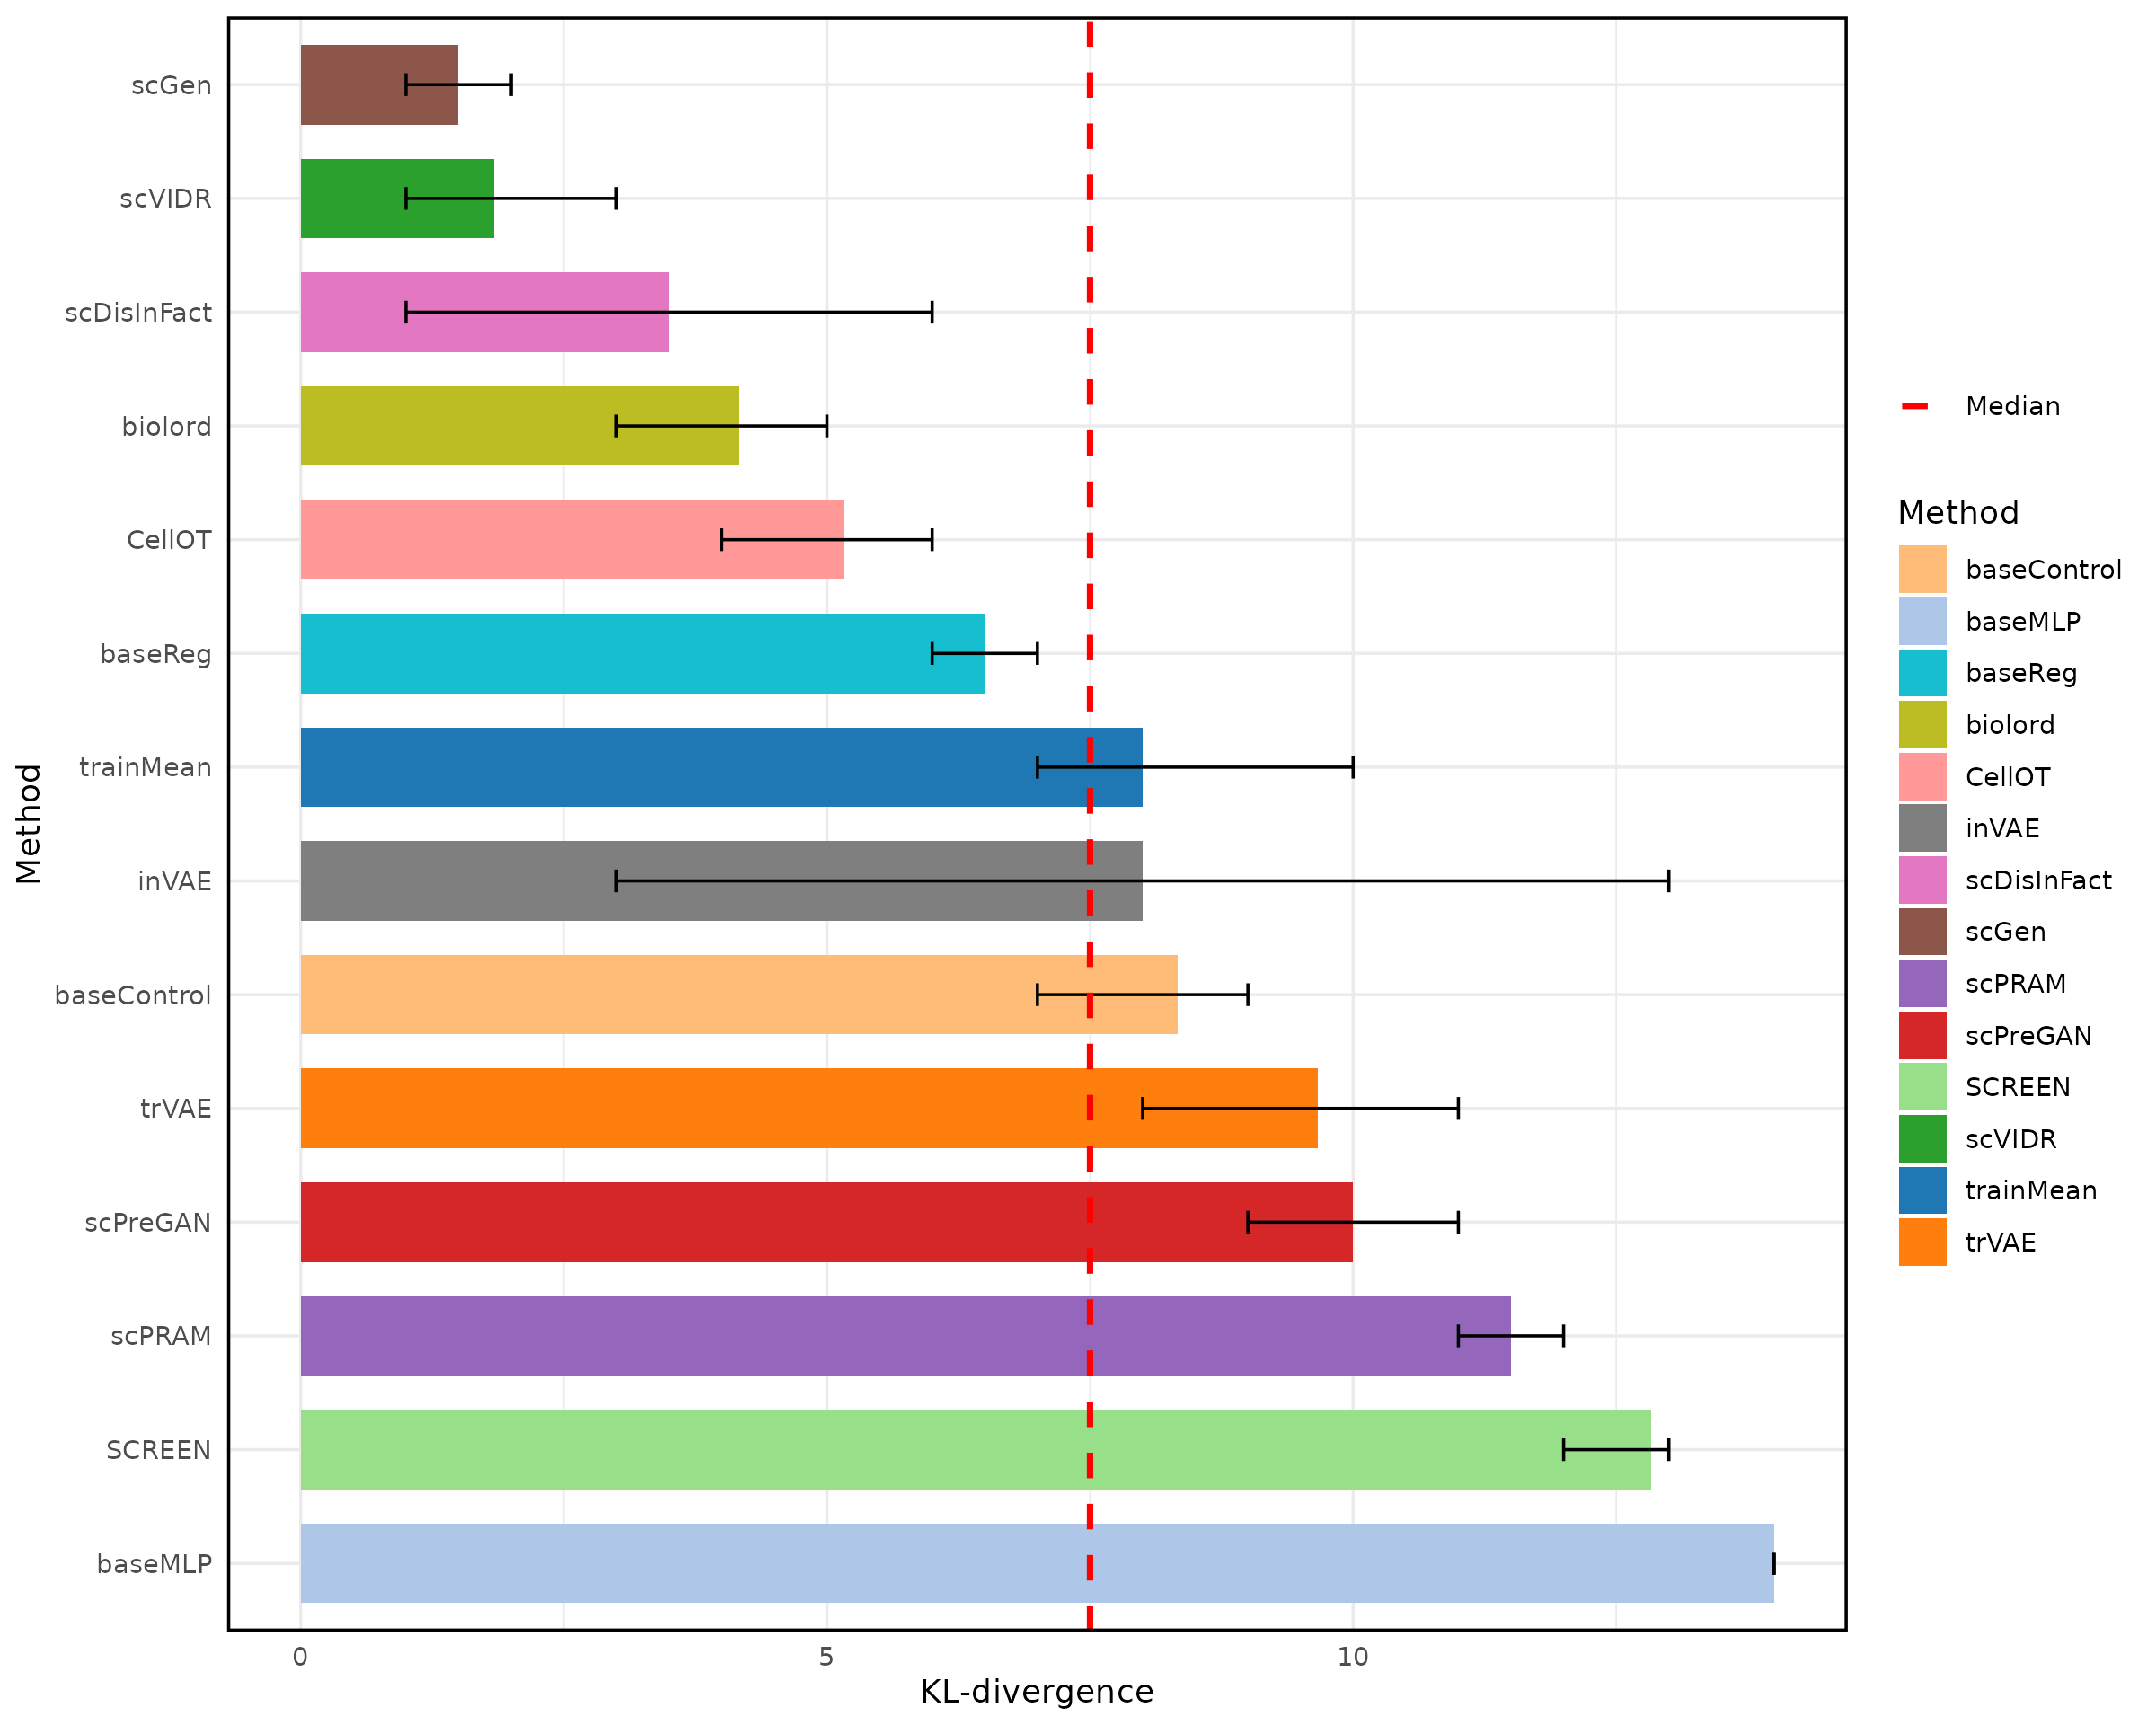 scGen
scVIDR
scDisInFact
biolord
CellOT
baseReg
trainMean
inVAE
baseControl
trVAE
scPreGAN
scPRAM
SCREEN
baseMLP
Method
0 5 10
KL-divergence
Median
Method
baseControl
baseMLP
baseReg
biolord
CellOT
inVAE
scDisInFact
scGen
scPRAM
scPreGAN
SCREEN
scVIDR
trainMean
trVAE